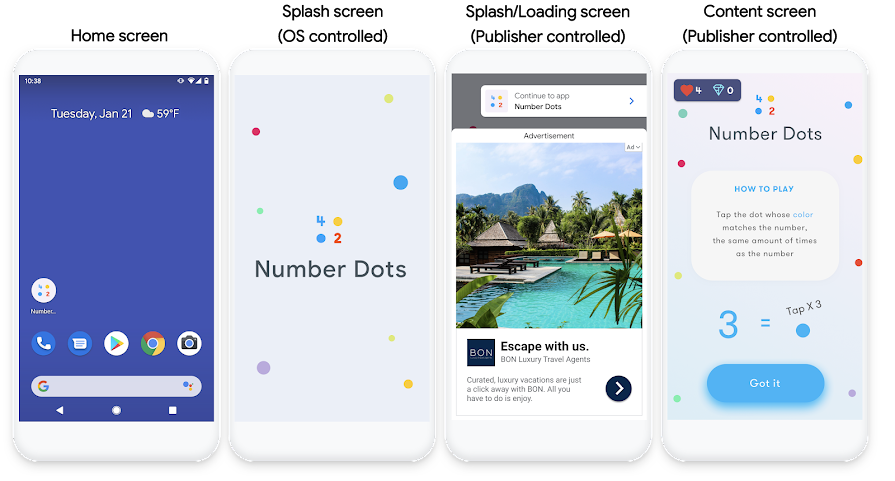 Home screen
10:38
Tuesday, Jan 21 59°F
Numbe...
Splash screen
(OS controlled)
4
2
Number Dots
Splash/Loading screen
(Publisher controlled)
4
2
Continue to app
Number Dots
Advertisement
Ad
BON
Escape with us.
BON Luxury Travel Agents
Curated, luxury vacations are just
a click away with BON. All you
have to do is enjoy.
Content screen
(Publisher controlled)
4 0
4
2
Number Dots
HOW TO PLAY
Tap the dot whose color
matches the number,
the same amount of times
as the number
3 = Tap X 3
Got it